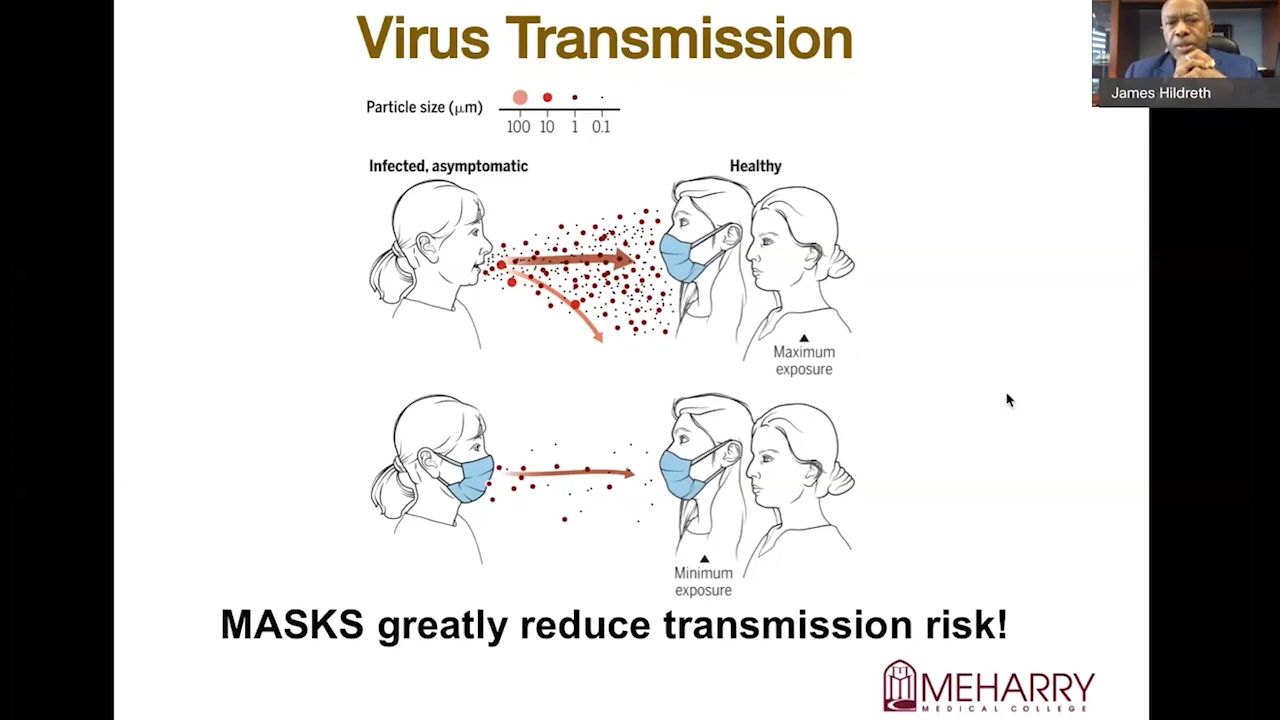 Virus Transmission
James Hildreth
Particle size (μm)
100 10 1 0.1
Infected, asymptomatic
Healthy
Maximum
exposure
Minimum
exposure
MASKS greatly reduce transmission risk!
MEHARRY
MEDICAL COLLEGE